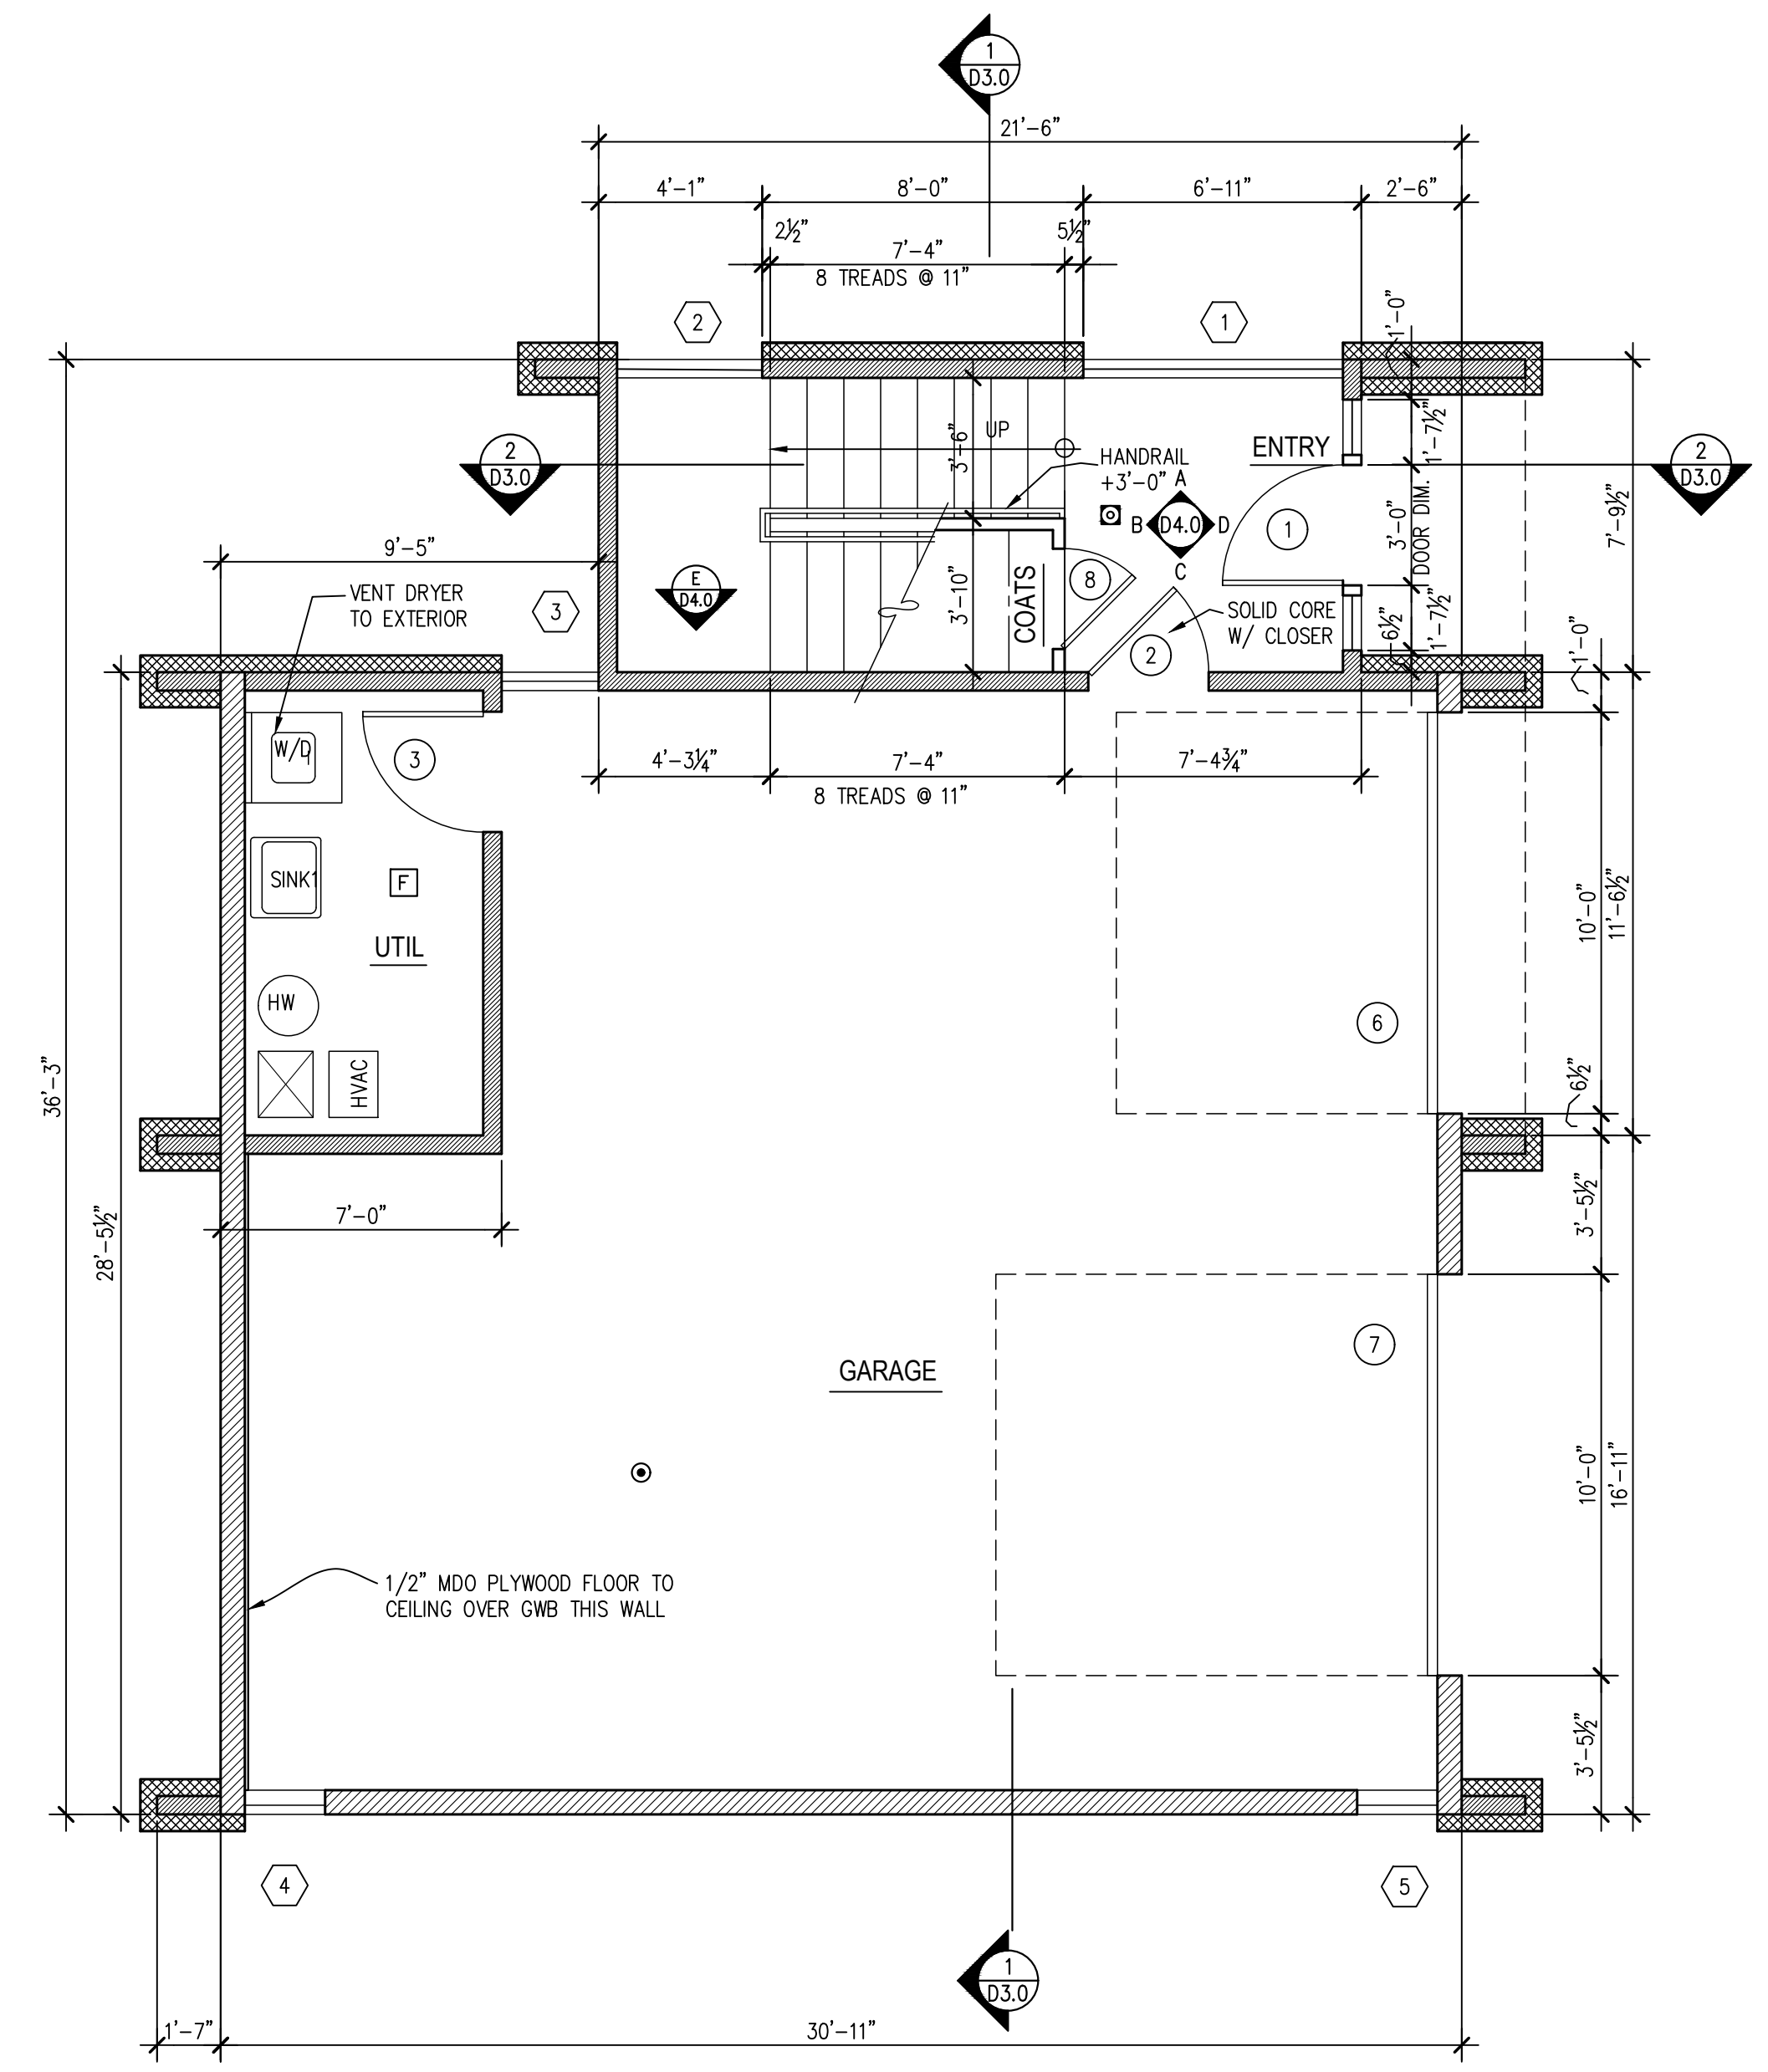 1
D3.0
21'-6"
4'-1"
8'-0"
6'-11"
2'-6"
2½"
7'-4"
5½"
8 TREADS @ 11"
2
1
1'-0"
UP
3'-6"
HANDRAIL
+3'-0"
ENTRY
1'-7½"
2
D3.0
2
D3.0
A
B
D4.0
D
C
1
3'-0"
DOOR DIM.
7'-9½"
9'-5"
VENT DRYER
TO EXTERIOR
3
E
D4.0
3'-10"
COATS
8
SOLID CORE
W/ CLOSER
2
6½"
1'-7½"
1'-0"
W/D
3
4'-3¼"
7'-4"
7'-4¾"
8 TREADS @ 11"
SINK1
F
UTIL
10'-0"
11'-6½"
HW
6
HVAC
6½"
36'-3"
28'-5½"
7'-0"
3'-5½"
7
GARAGE
10'-0"
16'-11"
1/2" MDO PLYWOOD FLOOR TO
CEILING OVER GWB THIS WALL
3'-5½"
4
5
1
D3.0
1'-7"
30'-11"